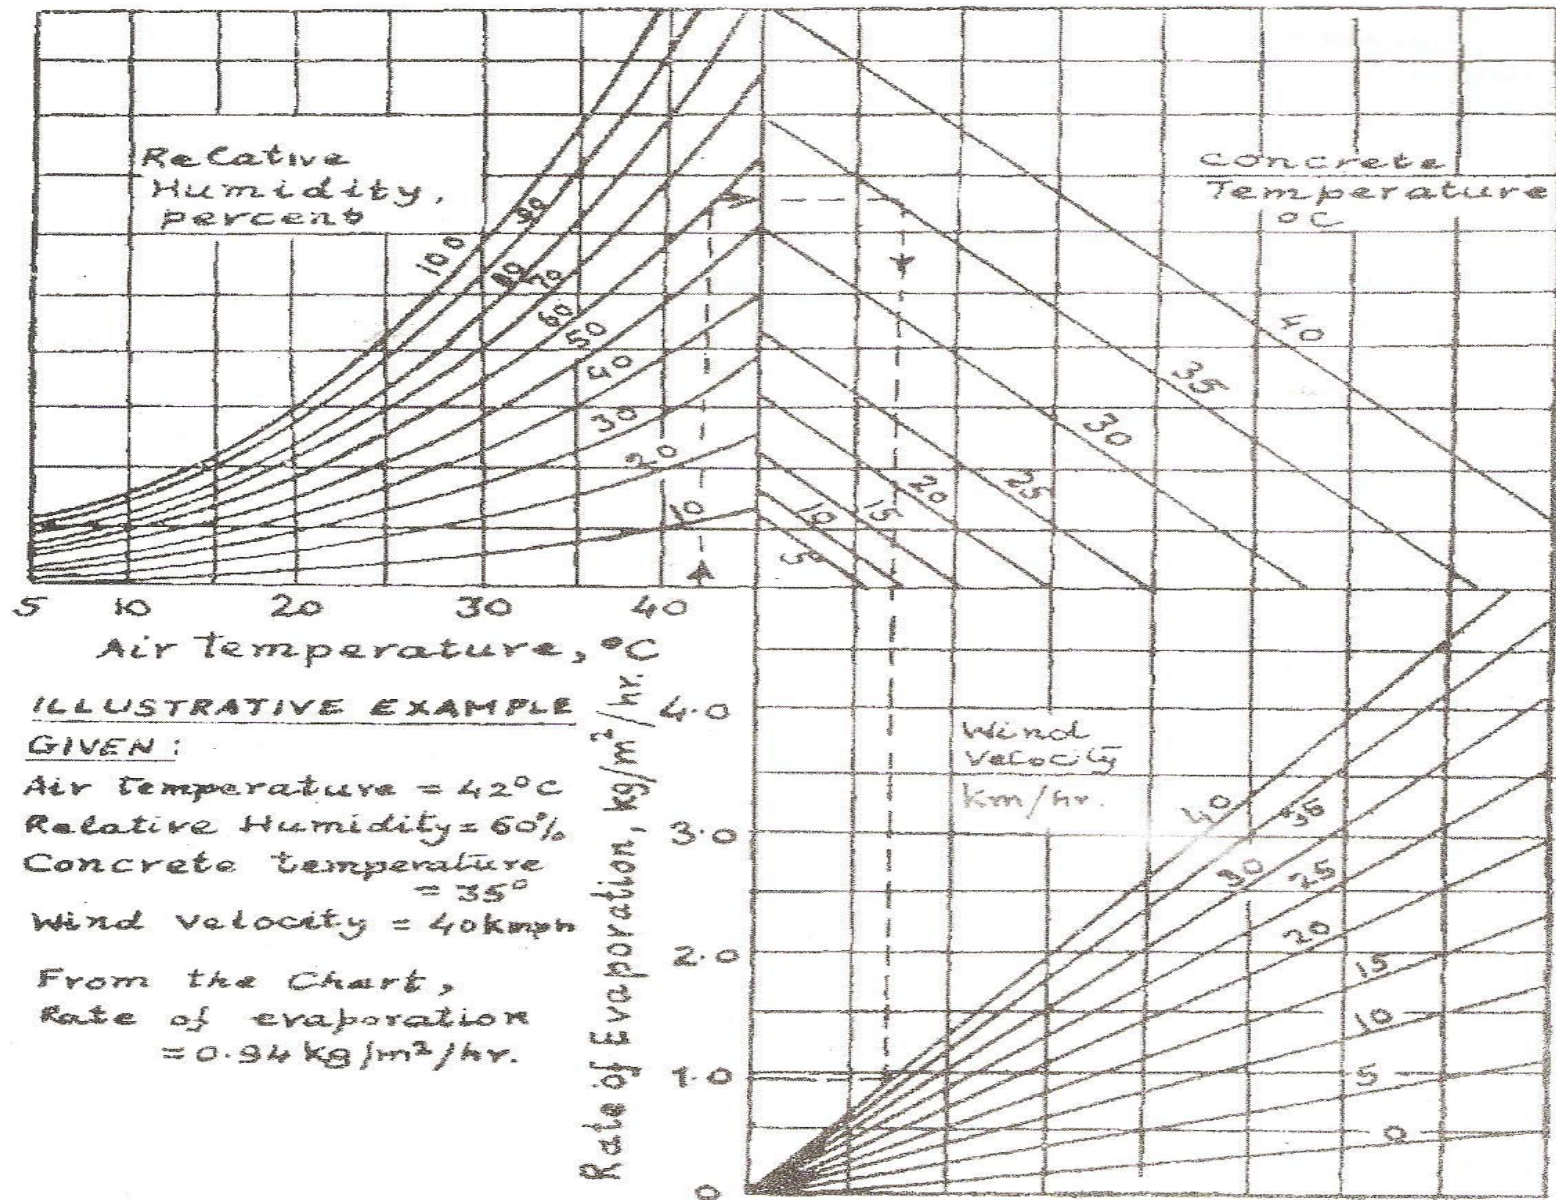 Relative
Humidity,
percent
Concrete
Temperature
°C
100
90
80
70
60
50
40
30
20
10
40
35
30
25
20
15
10
5
5 10 20 30 40
Air temperature, °C
ILLUSTRATIVE EXAMPLE
GIVEN:
Air temperature = 42°C
Relative Humidity = 60%
Concrete temperature
= 35°
Wind velocity = 40kmph
From the Chart,
Rate of evaporation
= 0.94 kg/m²/hr.
Rate of Evaporation, kg/m²/hr.
4.0
3.0
2.0
1.0
0
Wind
Velocity
km/hr.
40
35
30
25
20
15
10
5
0